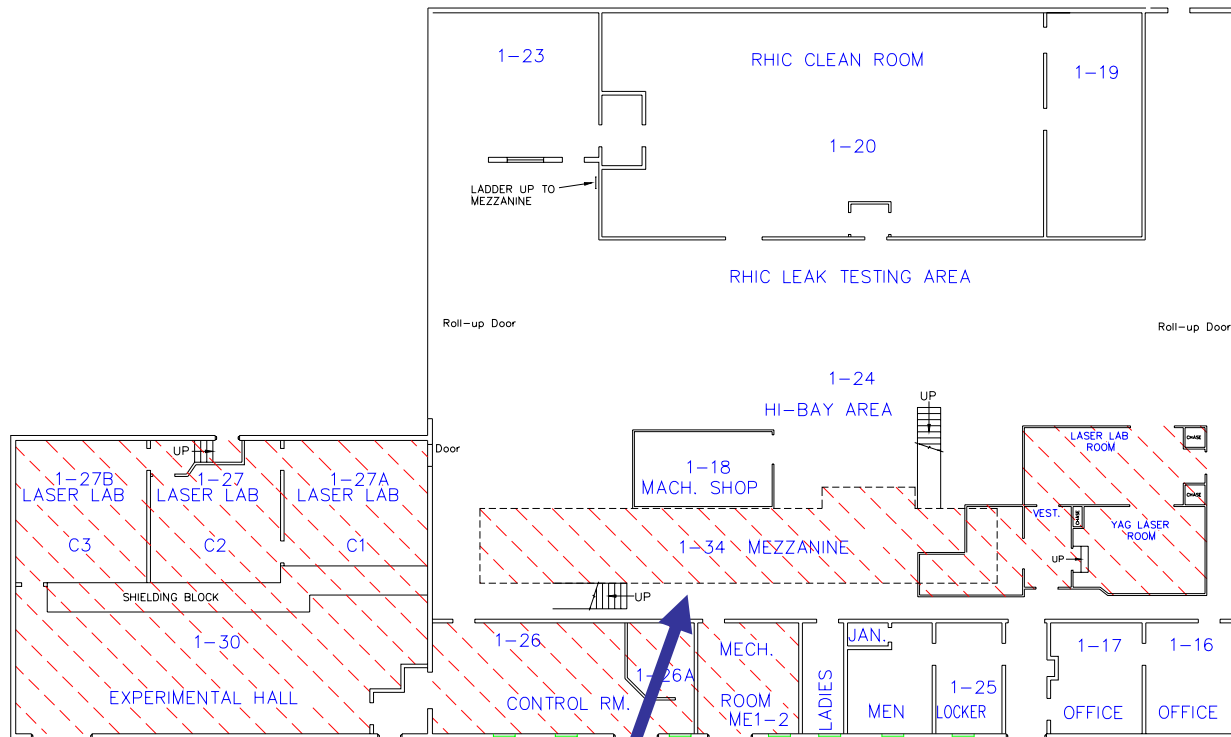 1-23
RHIC CLEAN ROOM
1-19
1-20
LADDER UP TO
MEZZANINE
RHIC LEAK TESTING AREA
Roll-up Door
Roll-up Door
1-24
HI-BAY AREA
UP
Door
UP
1-27B
LASER LAB
C3
1-27
LASER LAB
C2
1-27A
LASER LAB
C1
1-18
MACH. SHOP
LASER LAB
ROOM
CHASE
CHASE
VEST.
CHASE
YAG LASER
ROOM
UP
1-34 MEZZANINE
SHIELDING BLOCK
UP
1-30
EXPERIMENTAL HALL
1-26
CONTROL RM.
1-26A
MECH.
ROOM
ME1-2
LADIES
JAN.
MEN
1-25
LOCKER
1-17
OFFICE
1-16
OFFICE